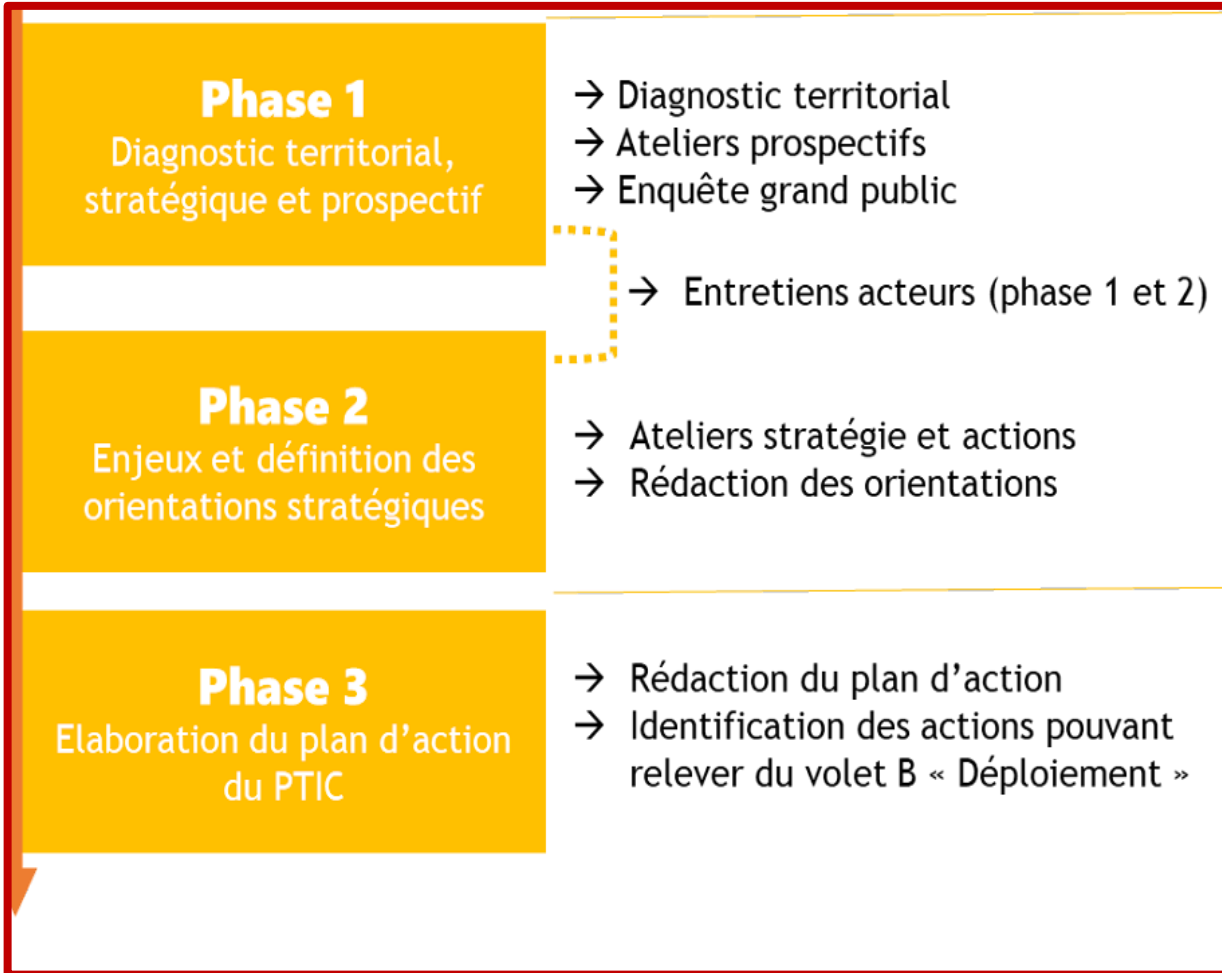 Phase 1
Diagnostic territorial,
stratégique et prospectif
→ Diagnostic territorial
→ Ateliers prospectifs
→ Enquête grand public
→ Entretiens acteurs (phase 1 et 2)
Phase 2
Enjeux et définition des
orientations stratégiques
→ Ateliers stratégie et actions
→ Rédaction des orientations
Phase 3
Elaboration du plan d’action
du PTIC
→ Rédaction du plan d’action
→ Identification des actions pouvant
relever du volet B « Déploiement »